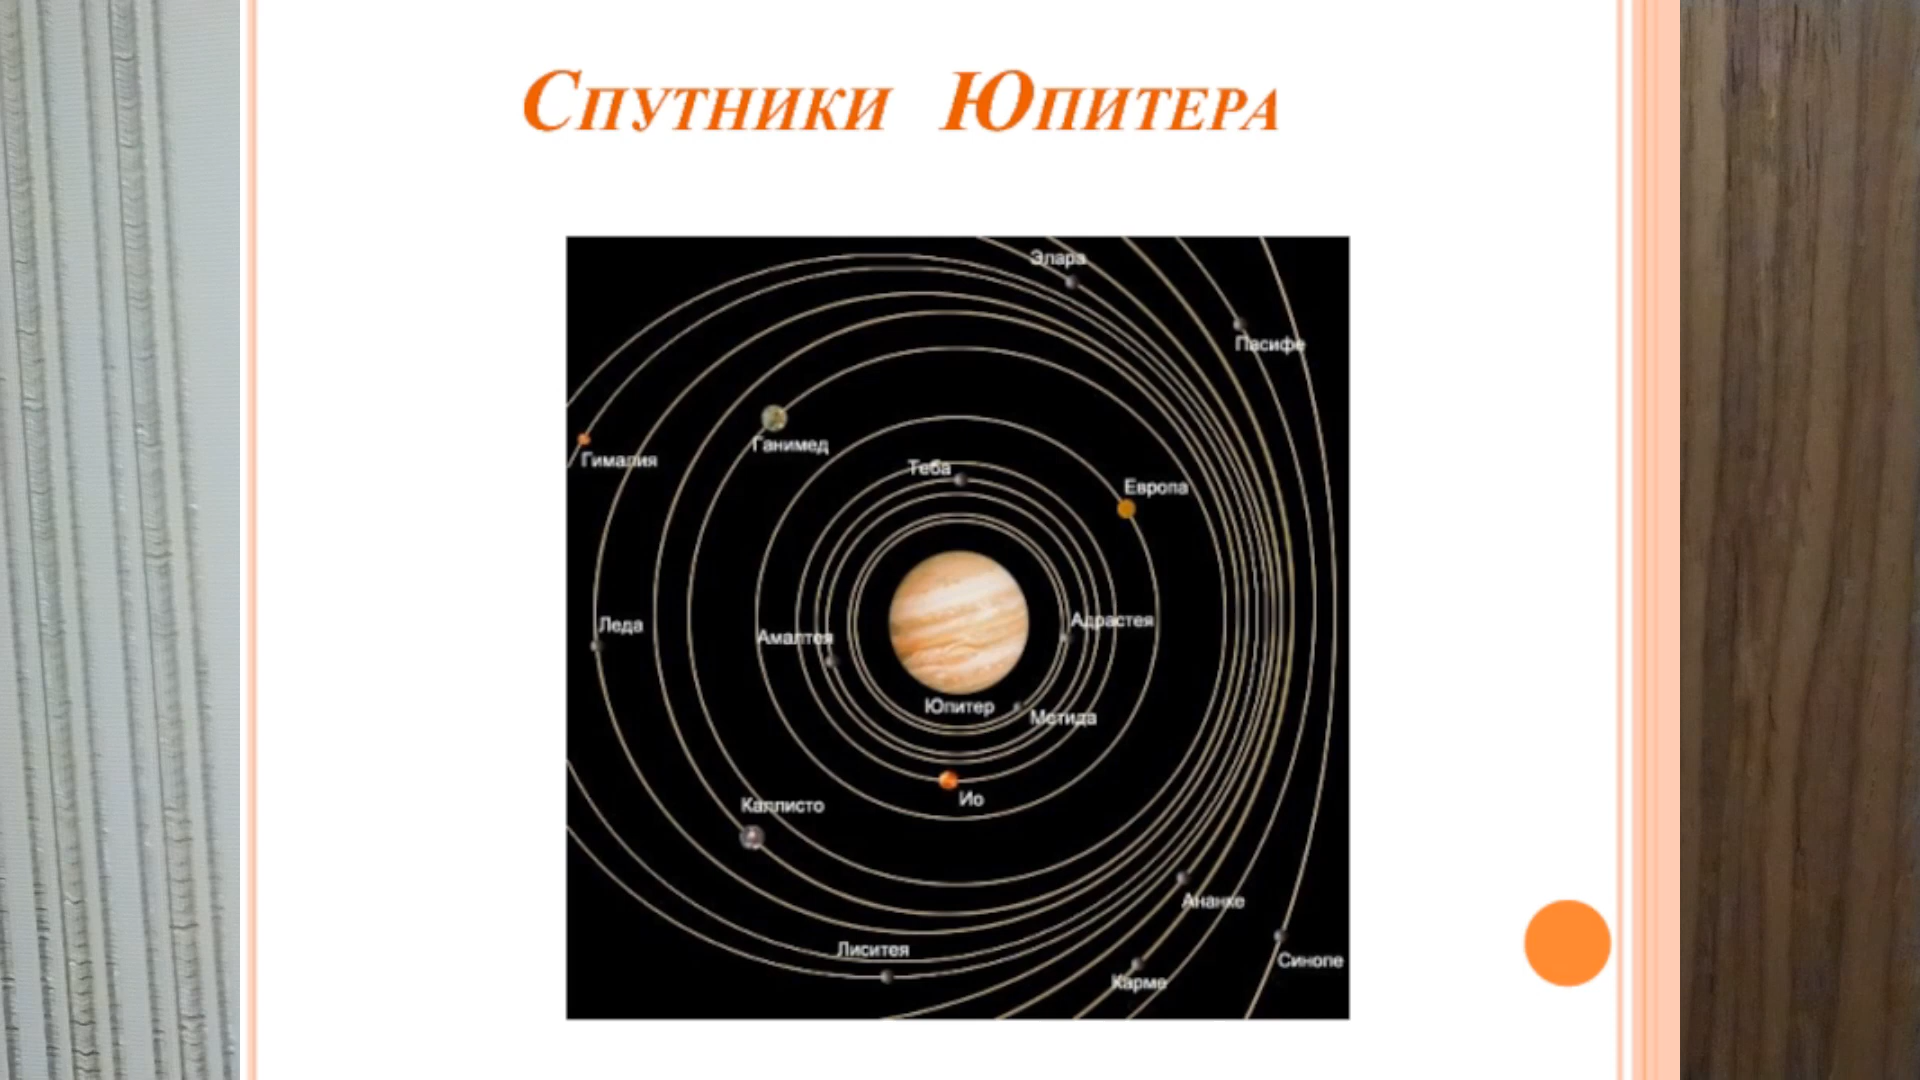 Спутники Юпитера
Элара
Пасифе
Ганимед
Гималия
Теба
Европа
Леда
Амалтея
Адрастея
Юпитер
Метида
Ио
Каллисто
Ананке
Лиситея
Синопе
Карме